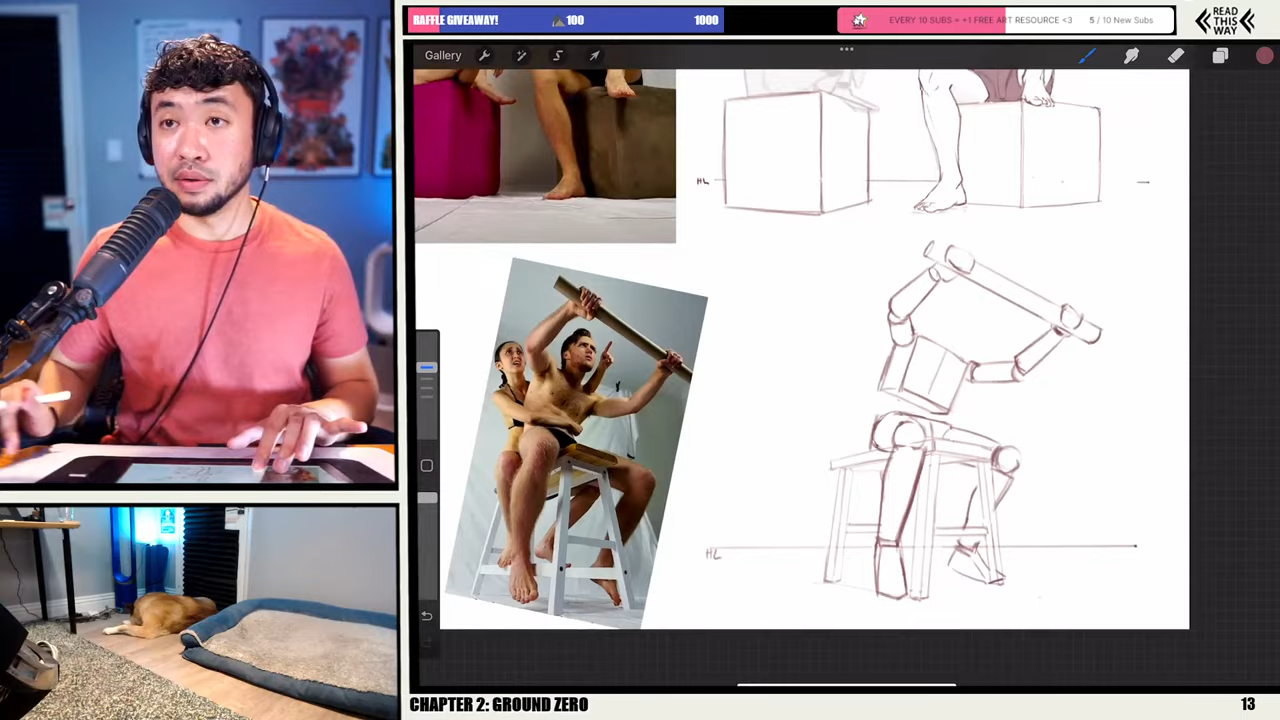 RAFFLE GIVEAWAY!
100
1000
EVERY 10 SUBS = +1 FREE ART RESOURCE <3
5 / 10 New Subs
READ
THIS
WAY
Gallery
HL
HL
CHAPTER 2: GROUND ZERO
13